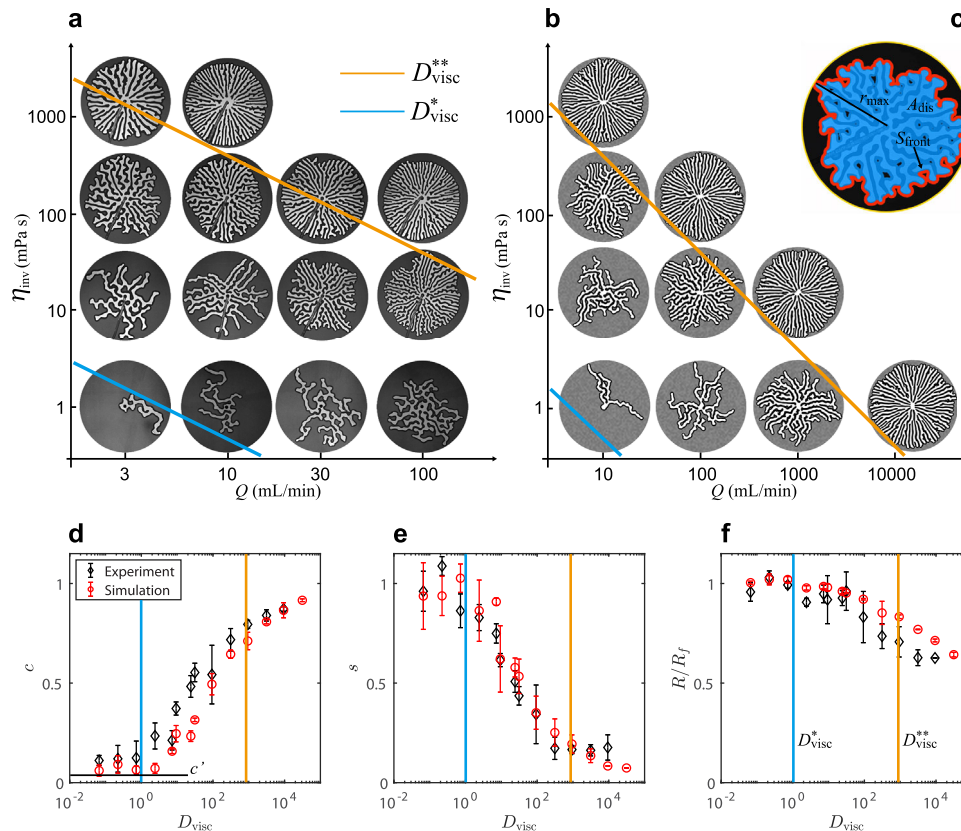 a
b
c
D**visc
D*visc
1000
100
10
1
ηinv (mPa s)
3
10
30
100
Q (mL/min)
1000
100
10
1
ηinv (mPa s)
10
100
1000
10000
Q (mL/min)
rmax
Adis
Sfront
d
e
f
Experiment
Simulation
1
0.5
0
c
c'
10⁻²
10⁰
10²
10⁴
Dvisc
1
0.5
0
s
10⁻²
10⁰
10²
10⁴
Dvisc
1
0.5
0
R/Rf
D*visc
D**visc
10⁻²
10⁰
10²
10⁴
Dvisc